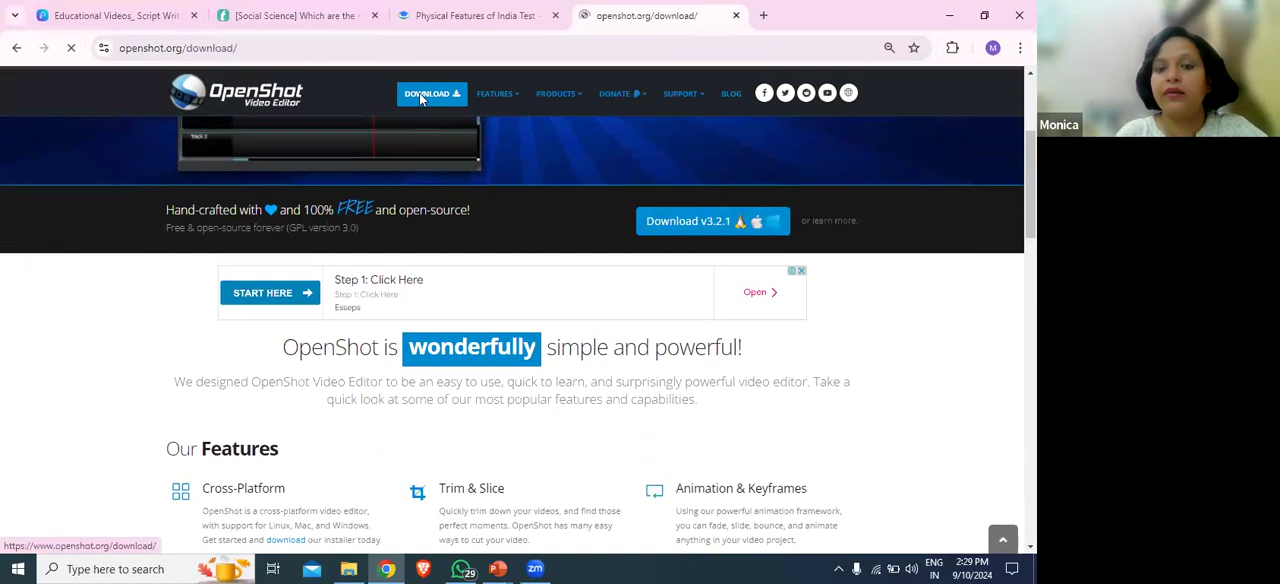 Educational Videos_ Script Writ
[Social Science] Which are the r
Physical Features of India Test -
openshot.org/download/
openshot.org/download/
M
OpenShot
Video Editor
DOWNLOAD
FEATURES
PRODUCTS
DONATE
SUPPORT
BLOG
Monica
Track 2
Hand-crafted with and 100% FREE and open-source!
Free & open-source forever (GPL version 3.0)
Download v3.2.1
or learn more.
START HERE
Step 1: Click Here
Step 1: Click Here
Esseps
Open
OpenShot is wonderfully simple and powerful!
We designed OpenShot Video Editor to be an easy to use, quick to learn, and surprisingly powerful video editor. Take a
quick look at some of our most popular features and capabilities.
Our Features
Cross-Platform
OpenShot is a cross-platform video editor,
with support for Linux, Mac, and Windows.
Get started and download our installer today.
Trim & Slice
Quickly trim down your videos, and find those
perfect moments. OpenShot has many easy
ways to cut your video.
Animation & Keyframes
Using our powerful animation framework,
you can fade, slide, bounce, and animate
anything in your video project.
https://www.openshot.org/download/
Type here to search
29
zm
ENG
IN
2:29 PM
9/10/2024